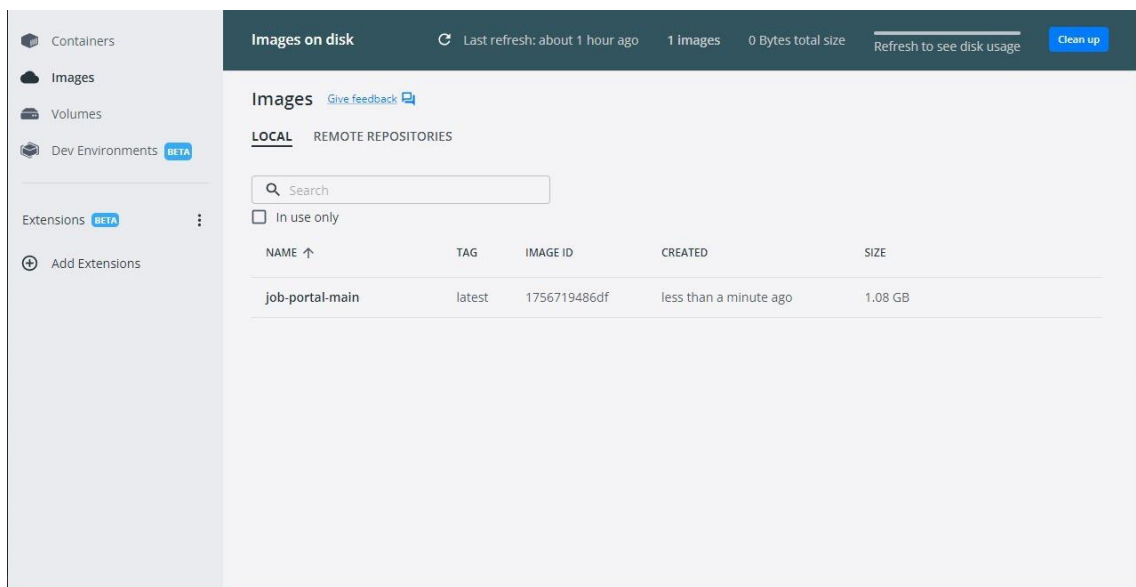 Containers
Images
Volumes
Dev Environments BETA
Extensions BETA
Add Extensions
Images on disk Last refresh: about 1 hour ago 1 images 0 Bytes total size Refresh to see disk usage Clean up
Images Give feedback
LOCAL REMOTE REPOSITORIES
Search
In use only
NAME TAG IMAGE ID CREATED SIZE
job-portal-main latest 1756719486df less than a minute ago 1.08 GB